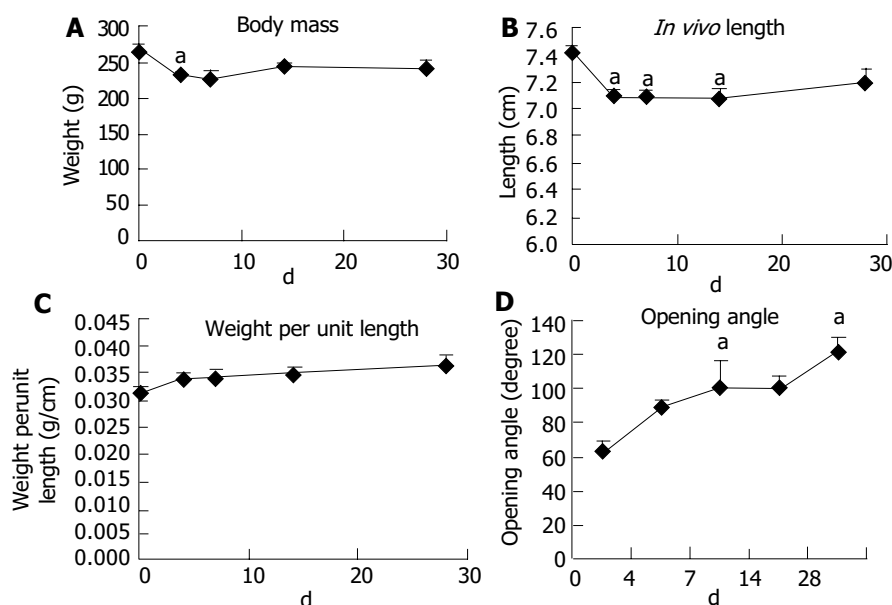 A Body mass
Weight (g)
300
250
200
150
100
50
0
a
0 10 20 30
d
B In vivo length
Length (cm)
7.6
7.4
7.2
7.0
6.8
6.6
6.4
6.2
6.0
a a a
0 10 20 30
d
C Weight per unit length
Weight perunit
length (g/cm)
0.045
0.040
0.035
0.030
0.025
0.020
0.015
0.010
0.005
0.000
0 10 20 30
d
D Opening angle
Opening angle (degree)
140
120
100
80
60
40
20
0
a a
0 4 7 14 28
d